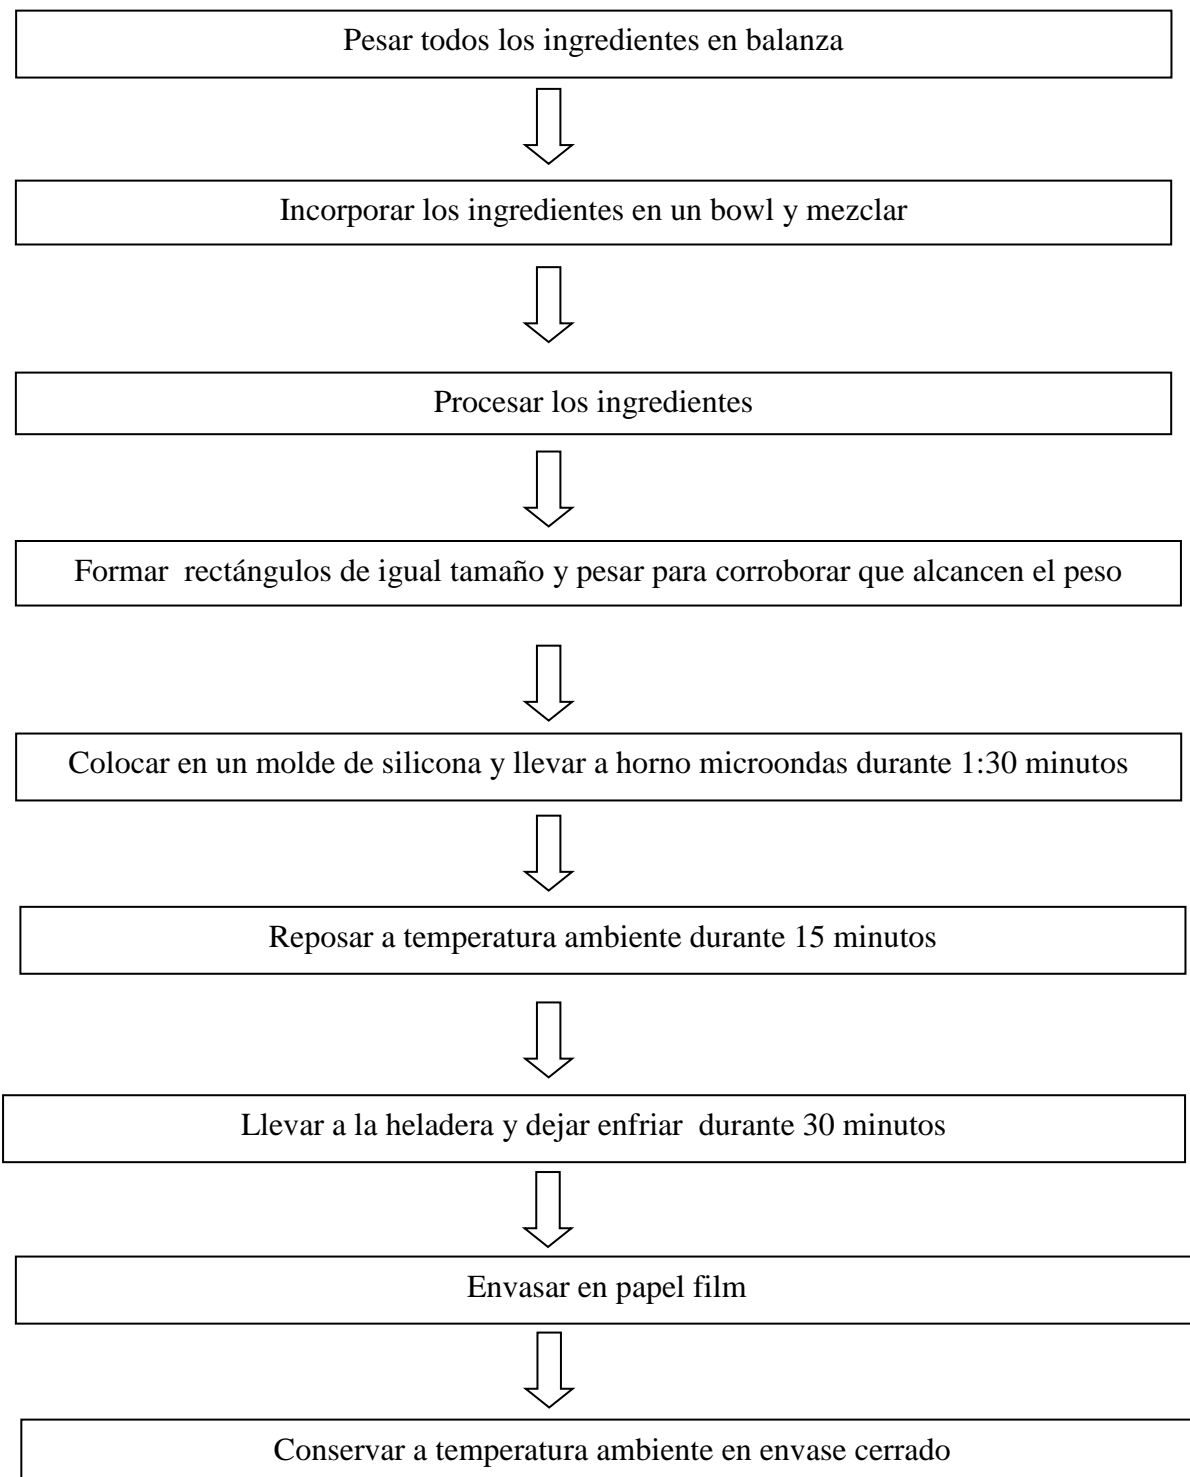 Pesar todos los ingredientes en balanza
Incorporar los ingredientes en un bowl y mezclar
Procesar los ingredientes
Formar  rectángulos de igual tamaño y pesar para corroborar que alcancen el peso
Colocar en un molde de silicona y llevar a horno microondas durante 1:30 minutos
Reposar a temperatura ambiente durante 15 minutos
Llevar a la heladera y dejar enfriar  durante 30 minutos
Envasar en papel film
Conservar a temperatura ambiente en envase cerrado